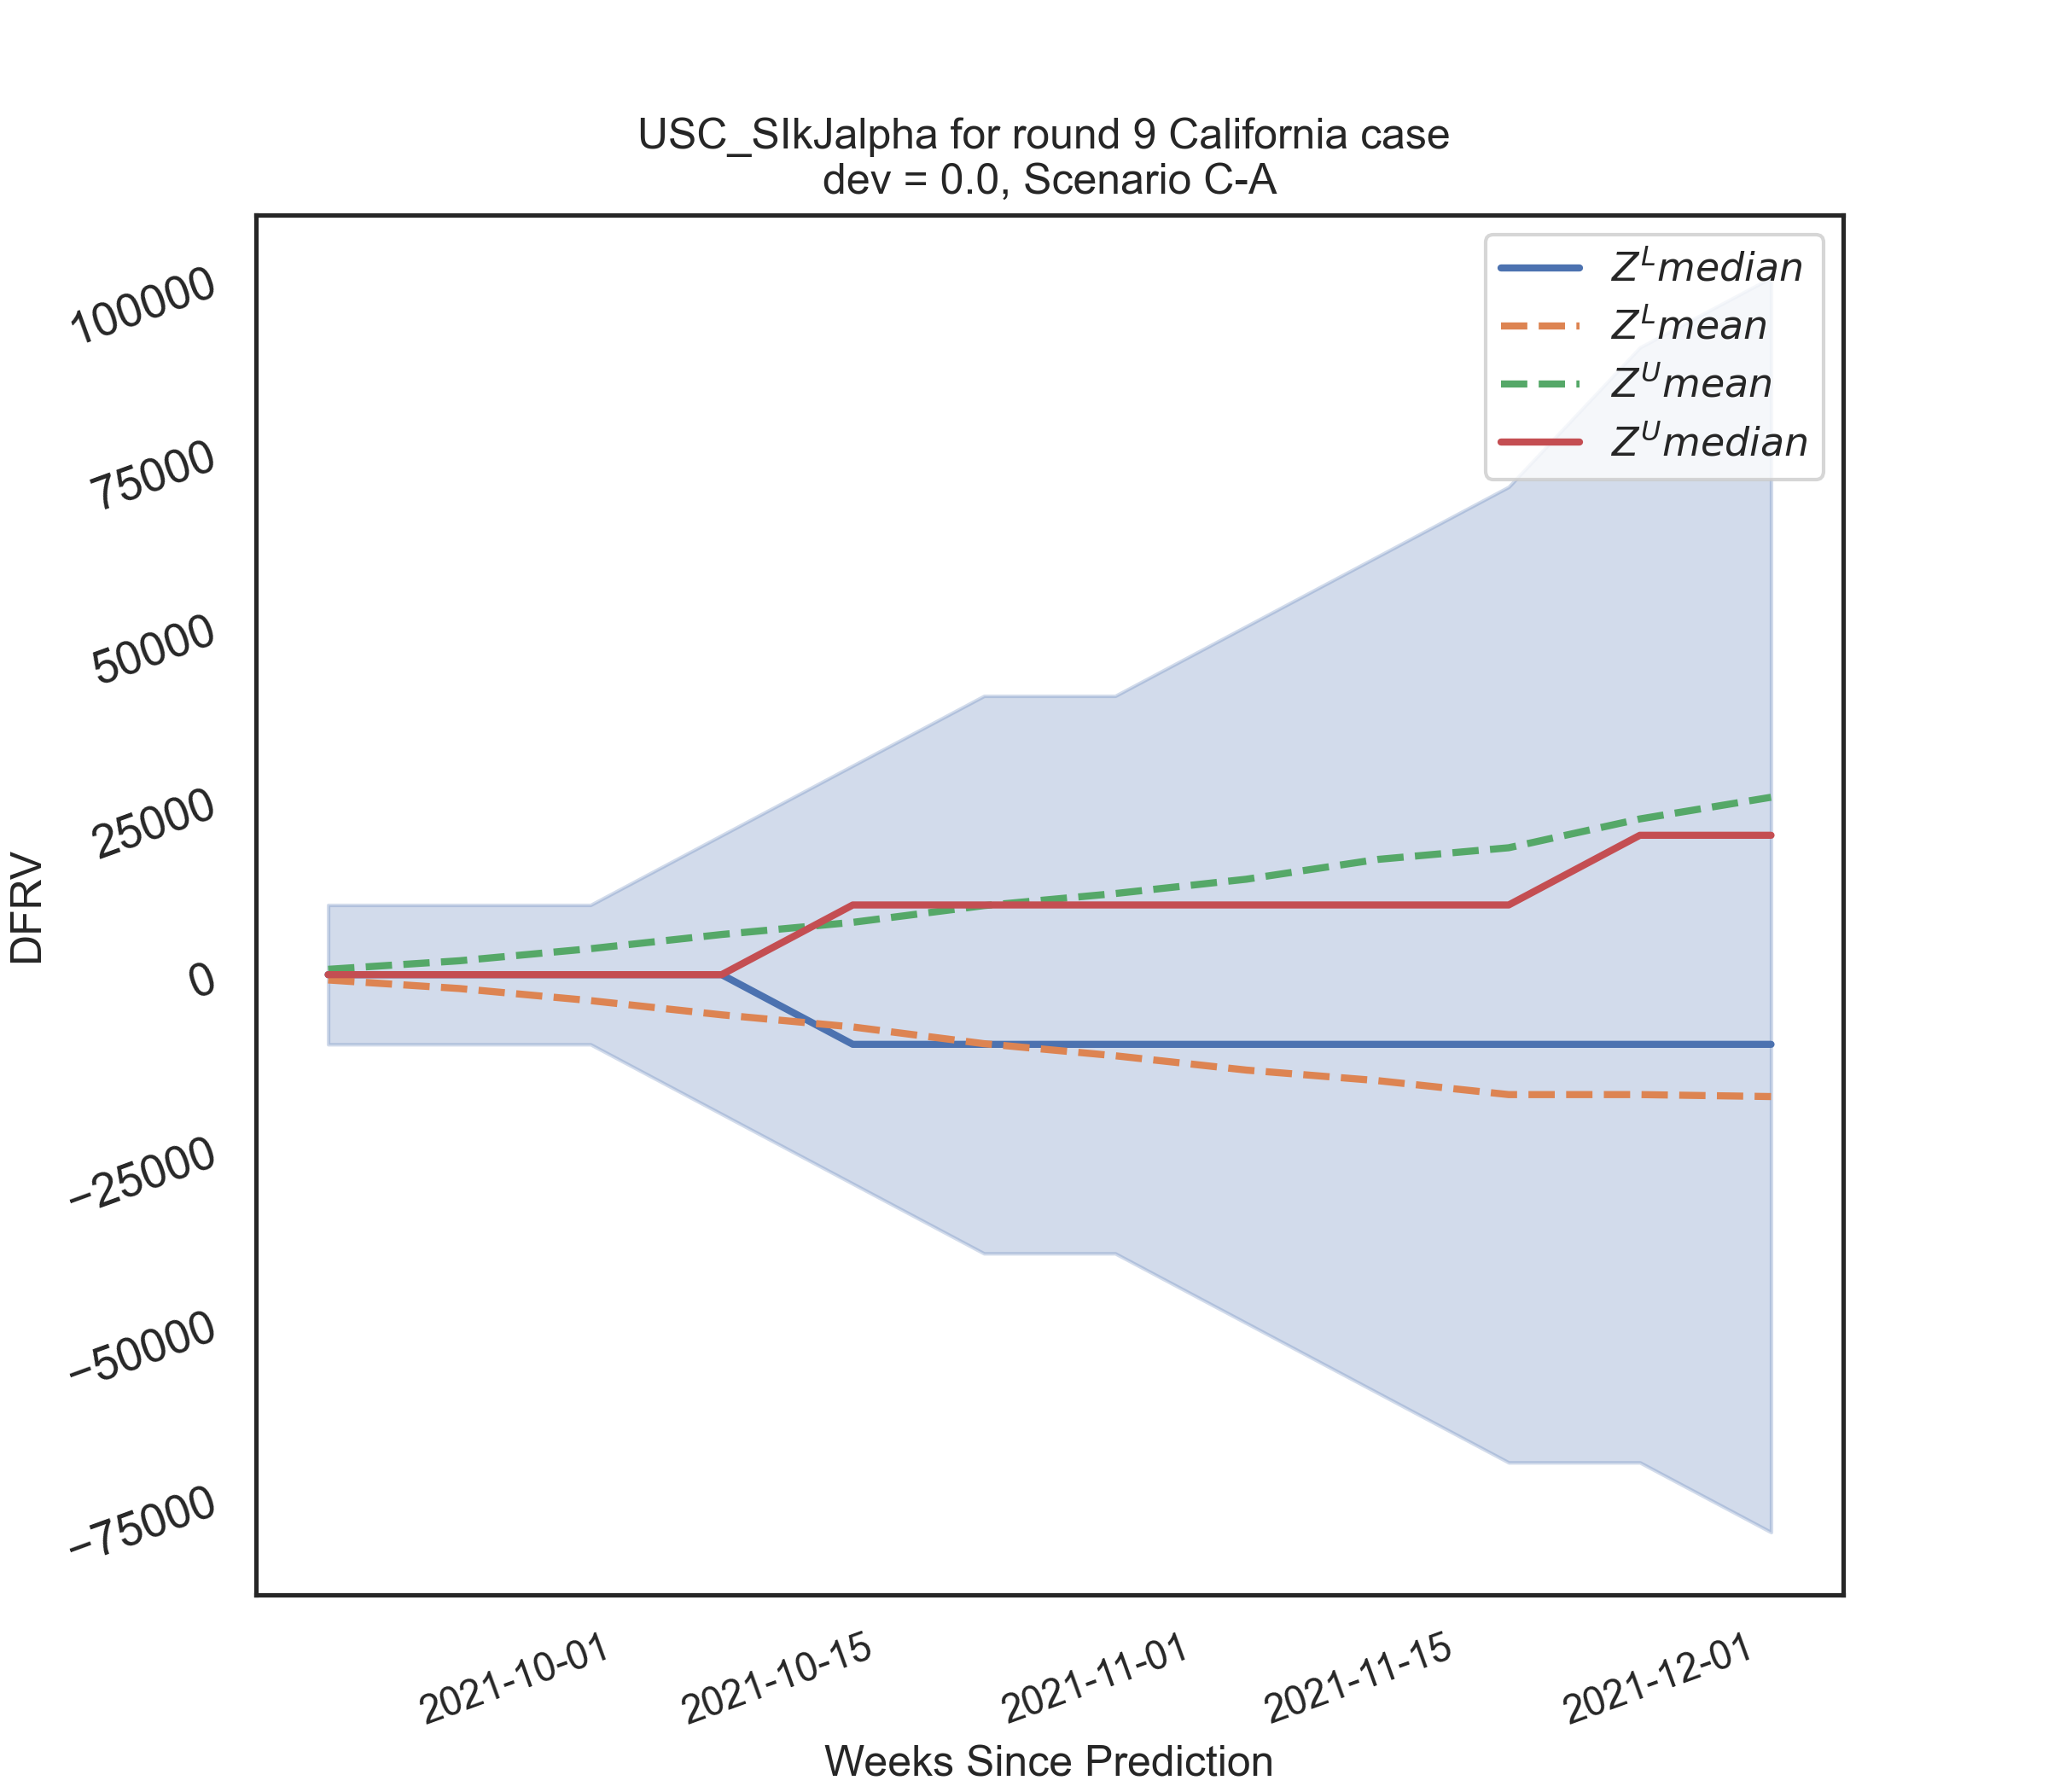 USC_SIkJalpha for round 9 California case
dev = 0.0, Scenario C-A
Z^L median
Z^L mean
Z^U mean
Z^U median
100000
75000
50000
25000
0
−25000
−50000
−75000
DFRV
2021-10-01
2021-10-15
2021-11-01
2021-11-15
2021-12-01
Weeks Since Prediction